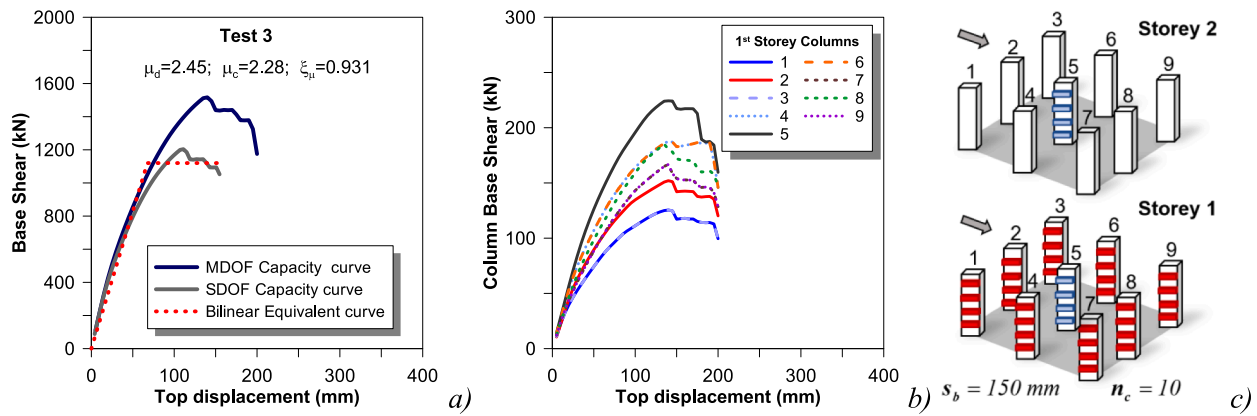 2000
1600
1200
800
400
0
Base Shear (kN)
Test 3
μd=2.45; μc=2.28; ξμ=0.931
MDOF Capacity curve
SDOF Capacity curve
Bilinear Equivalent curve
0 100 200 300 400
Top displacement (mm)
a)
300
200
100
0
Column Base Shear (kN)
1st Storey Columns
1 6
2 7
3 8
4 9
5
0 100 200 300 400
Top displacement (mm)
b)
Storey 2
1 2 3 4 5 6 7 8 9
Storey 1
1 2 3 4 5 6 7 8 9
sb = 150 mm nc = 10
c)